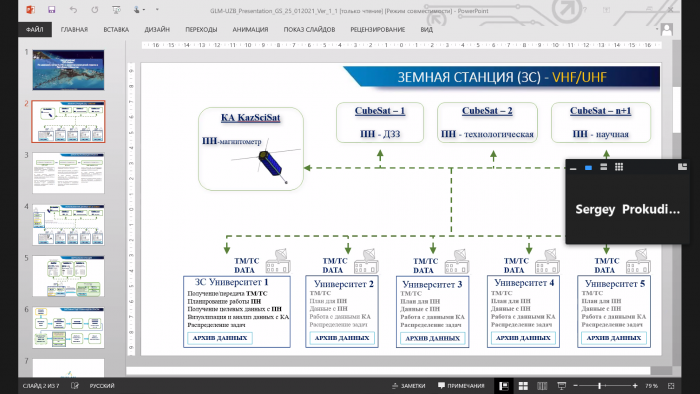 GLM-UZB_Presentation_GS_25_012021_Ver_1_1 [только чтение] [Режим совместимости] - PowerPoint
ФАЙЛ ГЛАВНАЯ ВСТАВКА ДИЗАЙН ПЕРЕХОДЫ АНИМАЦИЯ ПОКАЗ СЛАЙДОВ РЕЦЕНЗИРОВАНИЕ ВИД
1
2
3
4
5
6
7
ЗЕМНАЯ СТАНЦИЯ (ЗС) - VHF/UHF
КА KazSciSat
ПН-магнитометр
CubeSat – 1
ПН - ДЗЗ
CubeSat – 2
ПН - технологическая
CubeSat – n+1
ПН - научная
Sergey Prokudi...
TM/TC
DATA
TM/TC
DATA
TM/TC
DATA
TM/TC
DATA
TM/TC
DATA
ЗС Университет 1
Получение/передача TM/TC
Планирование работы ПН
Получение целевых данных с ПН
Визуализация и анализ данных с КА
Распределение задач
АРХИВ ДАННЫХ
Университет 2
TM/TC
План для ПН
Данные с ПН
Работа с данными КА
Распределение задач
АРХИВ ДАННЫХ
Университет 3
TM/TC
План для ПН
Данные с ПН
Работа с данными КА
Распределение задач
АРХИВ ДАННЫХ
Университет 4
TM/TC
План для ПН
Данные с ПН
Работа с данными КА
Распределение задач
АРХИВ ДАННЫХ
Университет 5
TM/TC
План для ПН
Данные с ПН
Работа с данными КА
Распределение задач
АРХИВ ДАННЫХ
СЛАЙД 2 ИЗ 7 РУССКИЙ ЗАМЕТКИ ПРИМЕЧАНИЯ 79 %